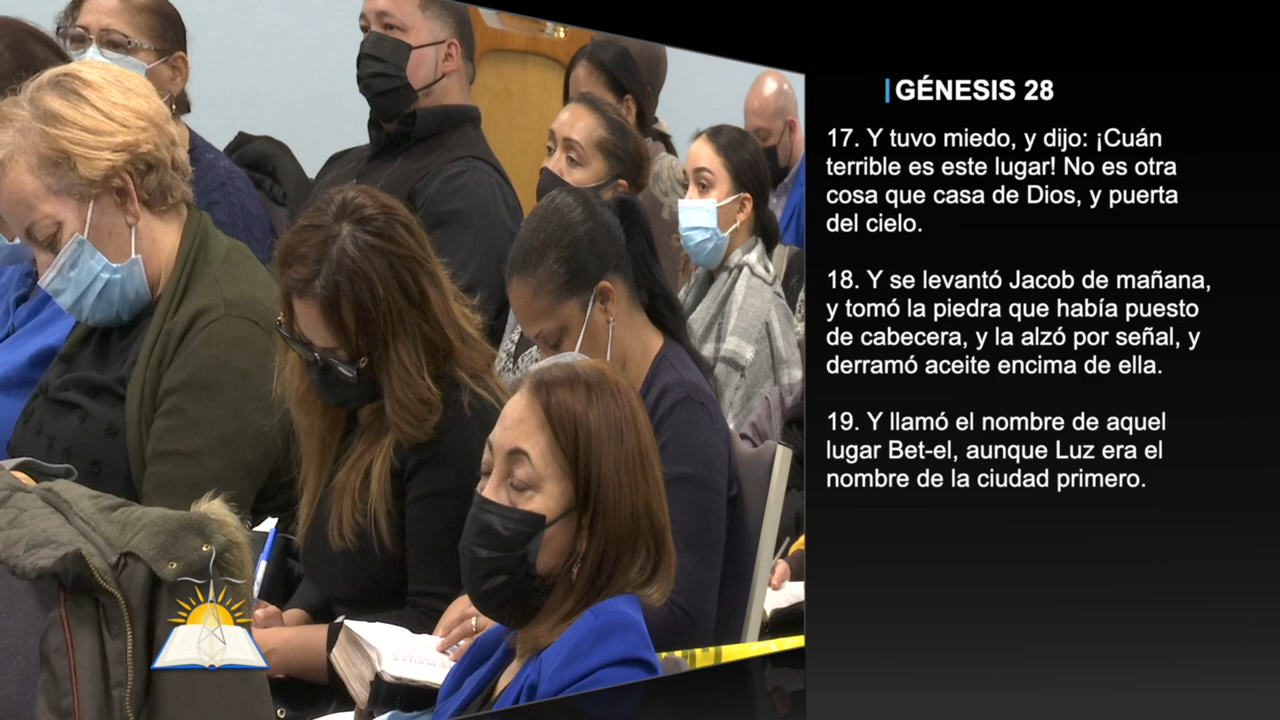 GÉNESIS 28
17. Y tuvo miedo, y dijo: ¡Cuán
terrible es este lugar! No es otra
cosa que casa de Dios, y puerta
del cielo.
18. Y se levantó Jacob de mañana,
y tomó la piedra que había puesto
de cabecera, y la alzó por señal, y
derramó aceite encima de ella.
19. Y llamó el nombre de aquel
lugar Bet-el, aunque Luz era el
nombre de la ciudad primero.